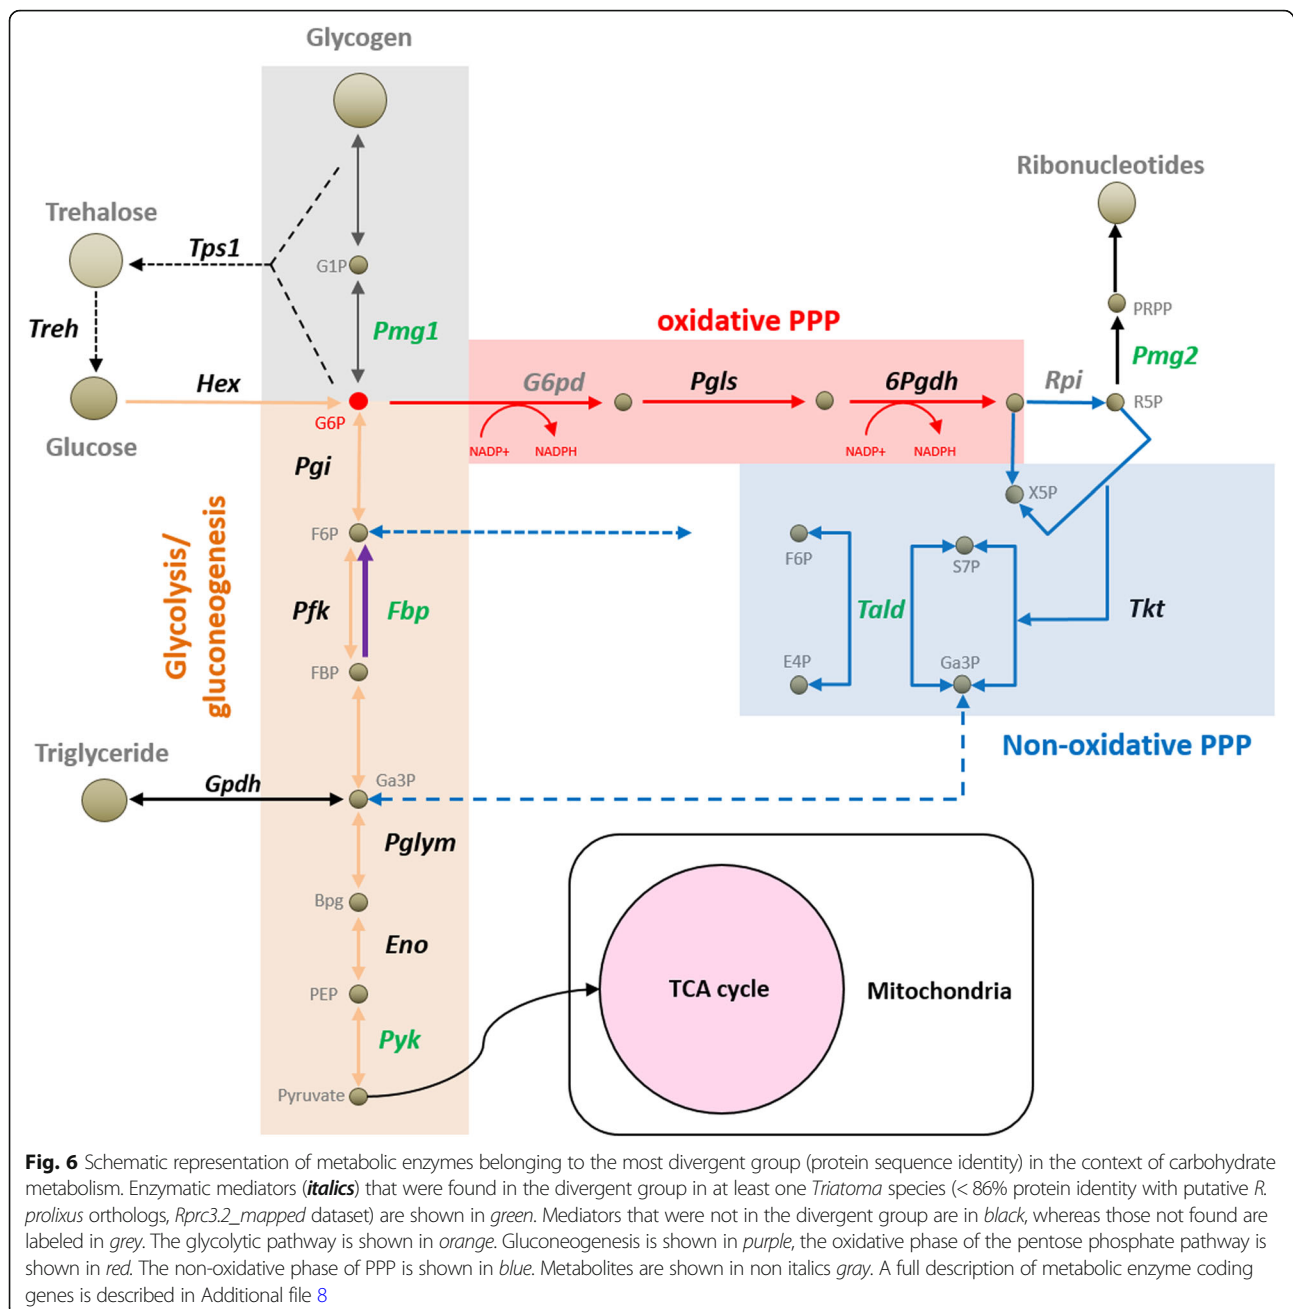 Glycogen
Ribonucleotides
Trehalose
Tps1
G1P
Treh
Pmg1
oxidative PPP
PRPP
Pmg2
Hex
G6pd
Pgls
6Pgdh
Rpi
R5P
G6P
Glucose
NADP+
NADPH
NADP+
NADPH
Pgi
X5P
Glycolysis/
gluconeogenesis
F6P
F6P
S7P
Pfk
Fbp
Tald
Tkt
FBP
E4P
Ga3P
Non-oxidative PPP
Triglyceride
Gpdh
Ga3P
Pglym
Bpg
Eno
PEP
TCA cycle
Mitochondria
Pyk
Pyruvate
Fig. 6 Schematic representation of metabolic enzymes belonging to the most divergent group (protein sequence identity) in the context of carbohydrate
metabolism. Enzymatic mediators (italics) that were found in the divergent group in at least one Triatoma species (< 86% protein identity with putative R.
prolixus orthologs, Rprc3.2_mapped dataset) are shown in green. Mediators that were not in the divergent group are in black, whereas those not found are
labeled in grey. The glycolytic pathway is shown in orange. Gluconeogenesis is shown in purple, the oxidative phase of the pentose phosphate pathway is
shown in red. The non-oxidative phase of PPP is shown in blue. Metabolites are shown in non italics gray. A full description of metabolic enzyme coding
genes is described in Additional file 8